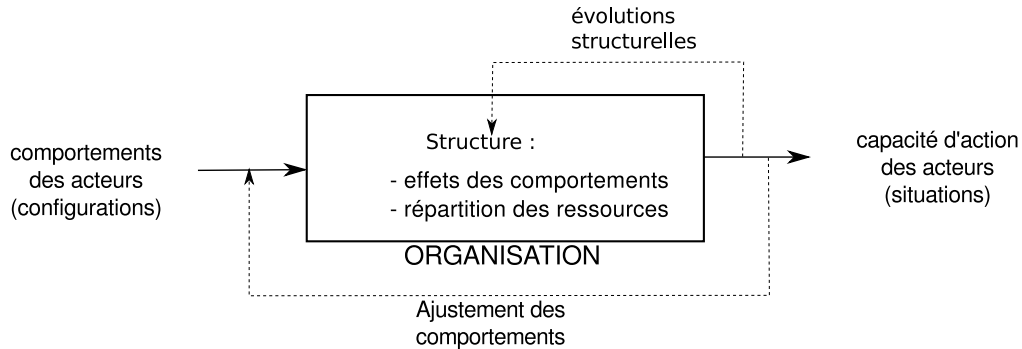 évolutions
structurelles
Structure :
- effets des comportements
- répartition des ressources
ORGANISATION
comportements
des acteurs
(configurations)
capacité d'action
des acteurs
(situations)
Ajustement des
comportements